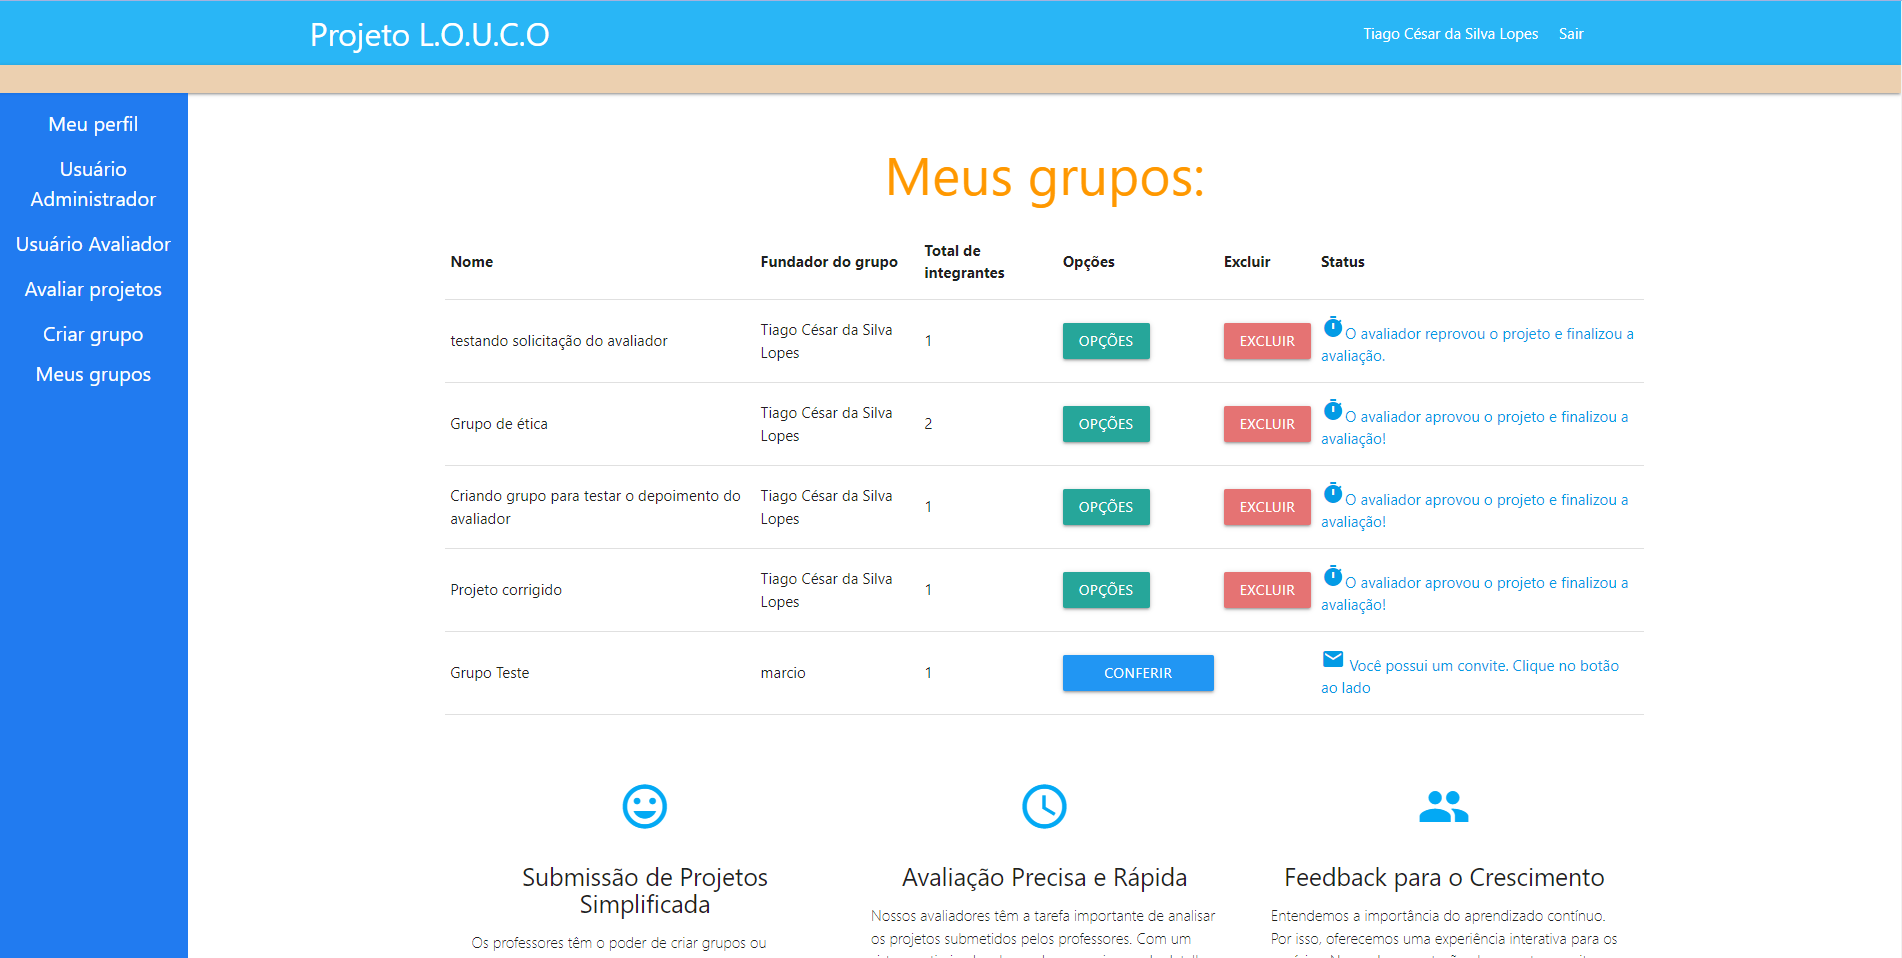 Projeto L.O.U.C.O
Tiago César da Silva Lopes Sair
Meu perfil
Usuário
Administrador
Usuário Avaliador
Avaliar projetos
Criar grupo
Meus grupos
Meus grupos:
Nome
Fundador do grupo
Total de
integrantes
Opções
Excluir
Status
testando solicitação do avaliador
Tiago César da Silva
Lopes
1
OPÇÕES
EXCLUIR
O avaliador reprovou o projeto e finalizou a
avaliação.
Grupo de ética
Tiago César da Silva
Lopes
2
OPÇÕES
EXCLUIR
O avaliador aprovou o projeto e finalizou a
avaliação!
Criando grupo para testar o depoimento do
avaliador
Tiago César da Silva
Lopes
1
OPÇÕES
EXCLUIR
O avaliador aprovou o projeto e finalizou a
avaliação!
Projeto corrigido
Tiago César da Silva
Lopes
1
OPÇÕES
EXCLUIR
O avaliador aprovou o projeto e finalizou a
avaliação!
Grupo Teste
marcio
1
CONFERIR
Você possui um convite. Clique no botão
ao lado
Submissão de Projetos
Simplificada
Os professores têm o poder de criar grupos ou
Avaliação Precisa e Rápida
Nossos avaliadores têm a tarefa importante de analisar
os projetos submetidos pelos professores. Com um
Feedback para o Crescimento
Entendemos a importância do aprendizado contínuo.
Por isso, oferecemos uma experiência interativa para os